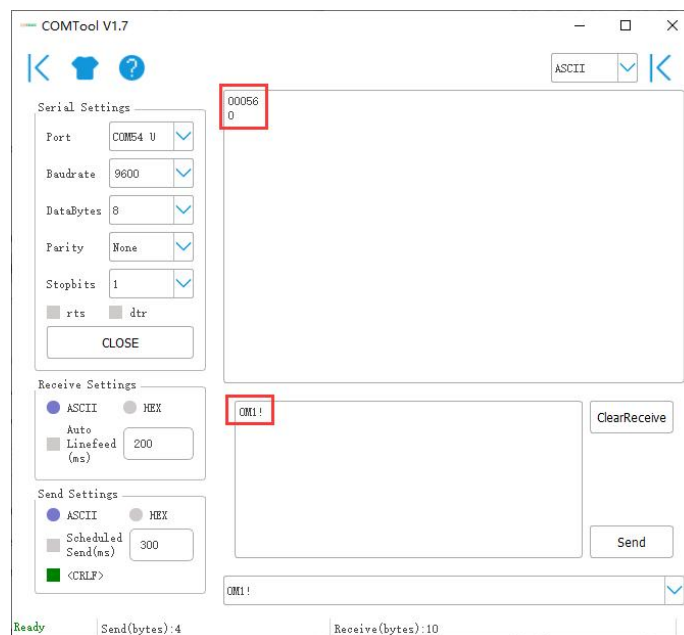 COMTool V1.7
ASCII
Serial Settings
Port COM54 U
Baudrate 9600
DataBytes 8
Parity None
Stopbits 1
rts dtr
CLOSE
00056
0
Receive Settings
ASCII HEX
Auto
Linefeed
(ms)
200
0M1!
ClearReceive
Send Settings
ASCII HEX
Scheduled
Send(ms)
300
<CRLF>
Send
0M1!
Ready Send(bytes):4 Receive(bytes):10